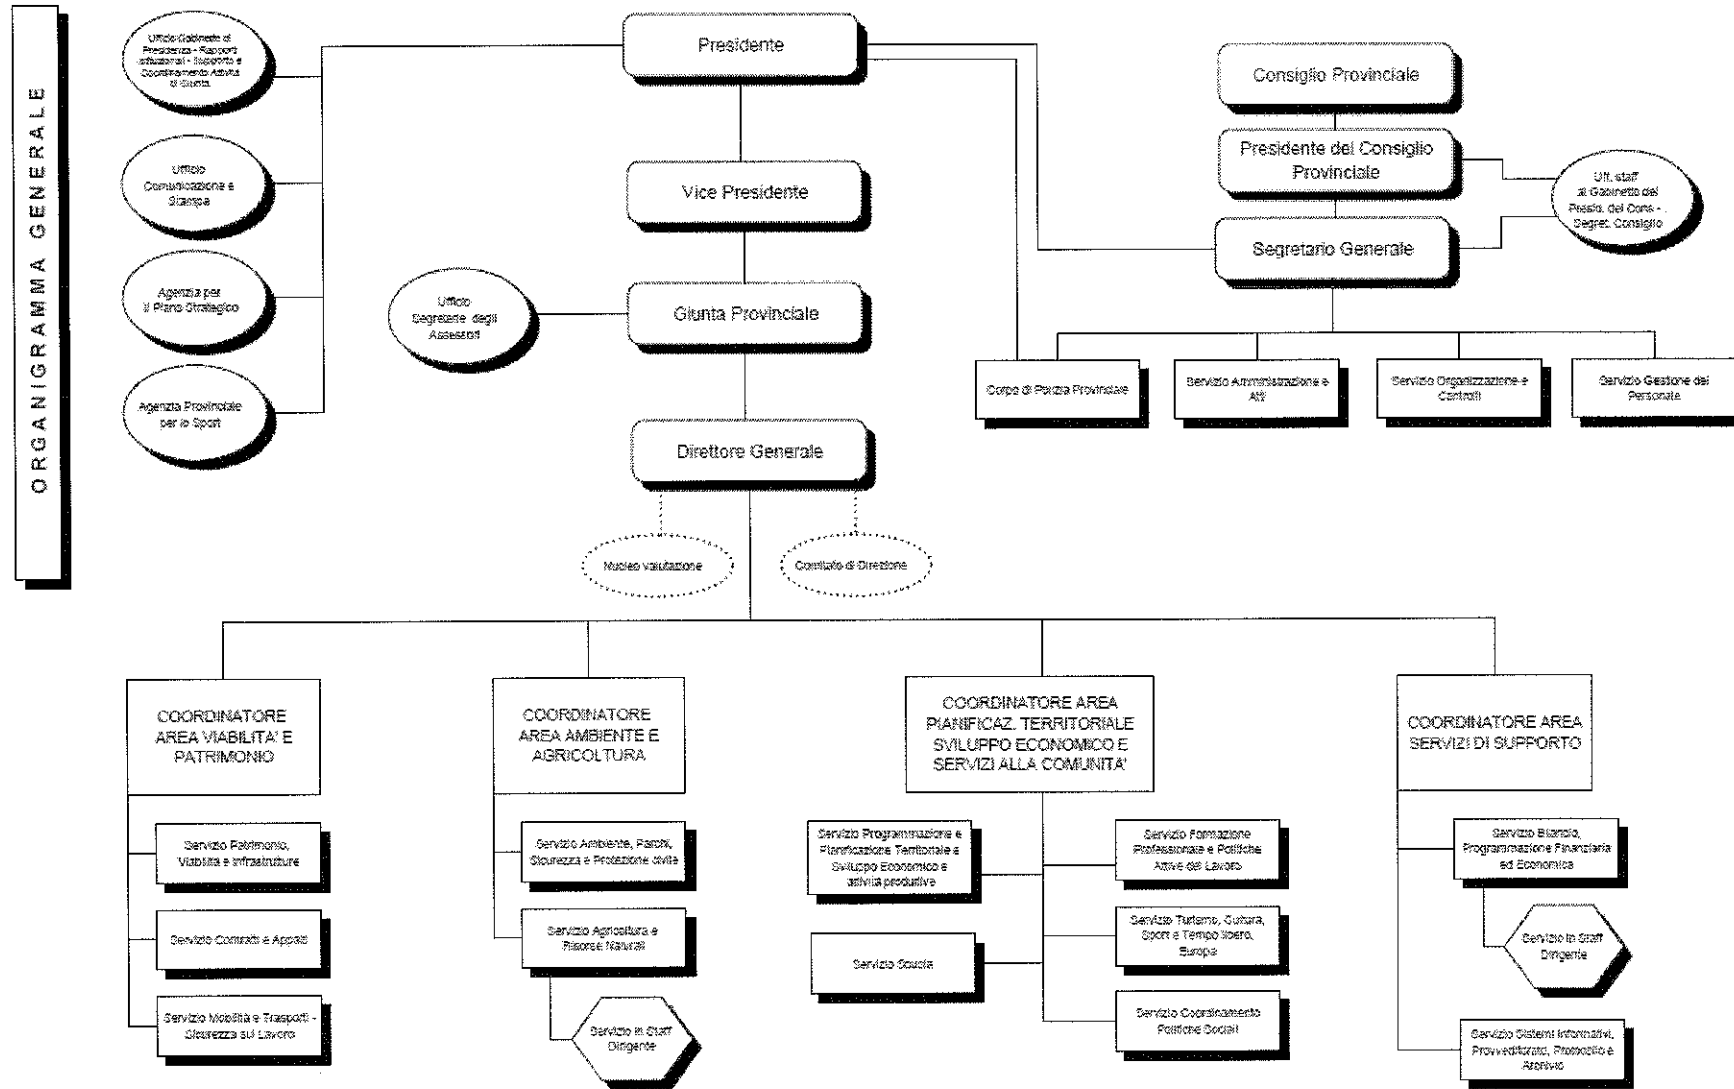 ORGANIGRAMMA GENERALE
Ufficio Gabinetto di
Presidenza - Rapporti
istituzionali - Supporto e
Coordinamento Attività
di Giunta
Ufficio
Comunicazione e
Stampa
Agenzia per
il Piano Strategico
Agenzia Provinciale
per lo Sport
Presidente
Vice Presidente
Ufficio
Segreterie degli
Assessori
Giunta Provinciale
Direttore Generale
Nucleo valutazione
Comitato di Direzione
Consiglio Provinciale
Presidente del Consiglio
Provinciale
Segretario Generale
Uff. staff
al Gabinetto del
Presid. del Cons - .
Segret. Consiglio
Corpo di Polizia Provinciale
Servizio Amministrazione e
Atti
Servizio Organizzazione e
Controlli
Servizio Gestione del
Personale
COORDINATORE
AREA VIABILITA' E
PATRIMONIO
Servizio Patrimonio,
Viabilità e Infrastrutture
Servizio Contratti e Appalti
Servizio Mobilità e Trasporti -
Sicurezza sul Lavoro
COORDINATORE
AREA AMBIENTE E
AGRICOLTURA
Servizio Ambiente, Parchi,
Sicurezza e Protezione civile
Servizio Agricoltura e
Risorse Naturali
Servizio in Staff
Dirigente
COORDINATORE AREA
PIANIFICAZ. TERRITORIALE
SVILUPPO ECONOMICO E
SERVIZI ALLA COMUNITA'
Servizio Programmazione e
Pianificazione Territoriale e
Sviluppo Economico e
attività produttive
Servizio Scuola
Servizio Formazione
Professionale e Politiche
Attive del Lavoro
Servizio Turismo, Cultura,
Sport e Tempo libero,
Europa
Servizio Coordinamento
Politiche Sociali
COORDINATORE AREA
SERVIZI DI SUPPORTO
Servizio Bilancio,
Programmazione Finanziaria
ed Economica
Servizio in Staff
Dirigente
Servizio Sistemi Informativi,
Provveditorato, Protocollo e
Archivio